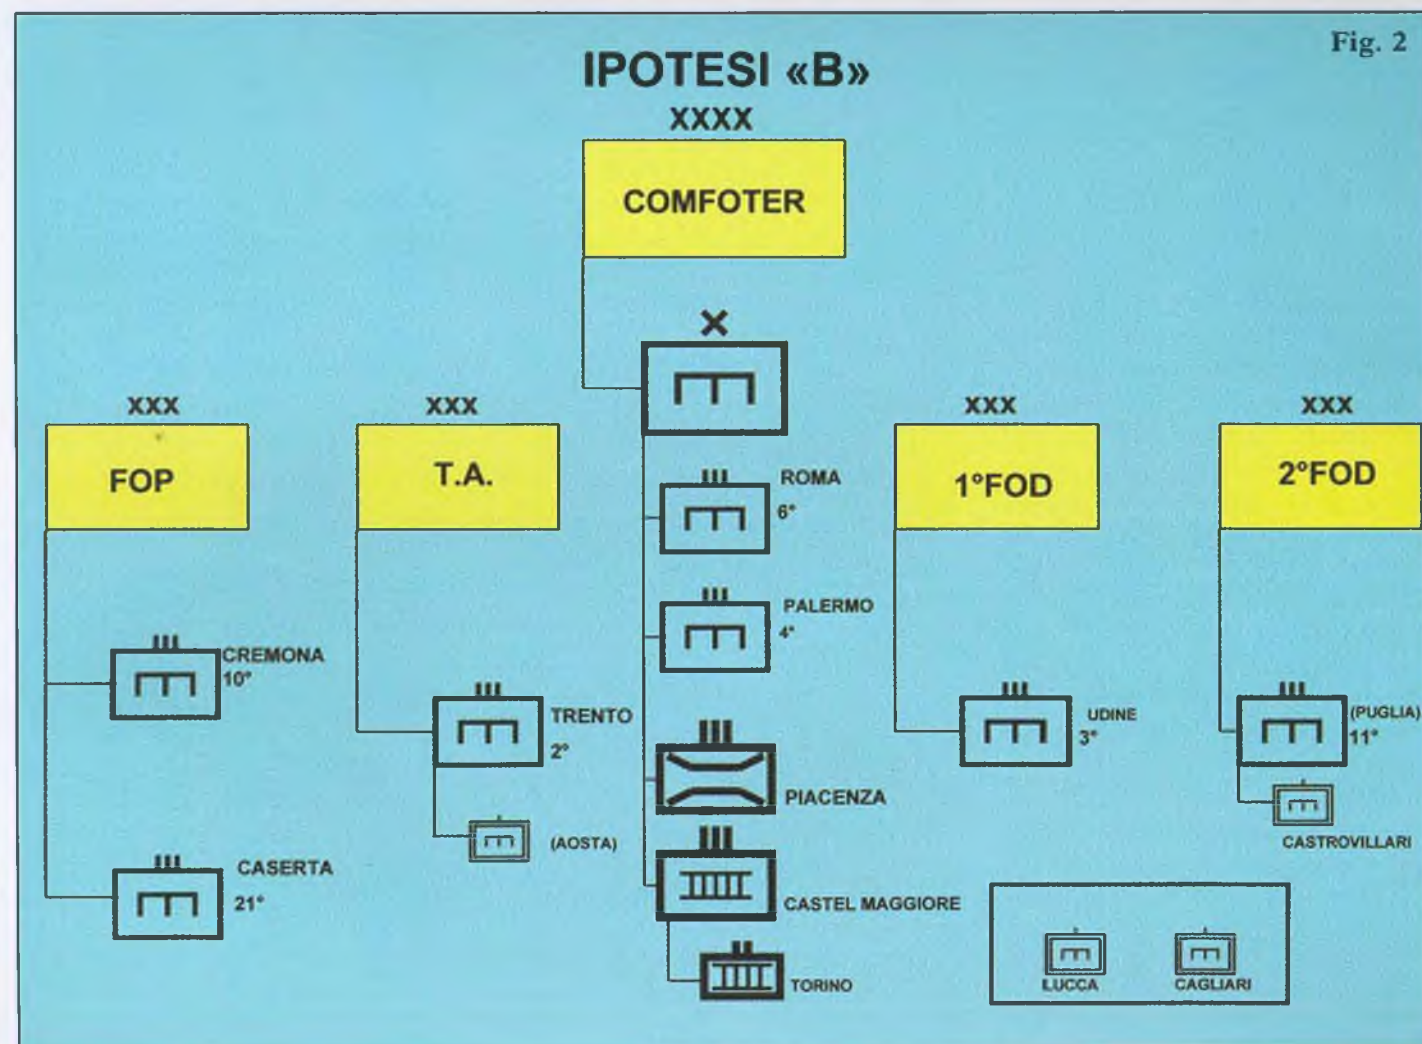 Fig. 2
IPOTESI «B»
XXXX
COMFOTER
X
XXX
FOP
XXX
T.A.
XXX
1°FOD
XXX
2°FOD
ROMA
6°
PALERMO
4°
CREMONA
10°
TRENTO
2°
UDINE
3°
(PUGLIA)
11°
PIACENZA
(AOSTA)
CASTROVILLARI
CASERTA
21°
CASTEL MAGGIORE
TORINO
LUCCA
CAGLIARI